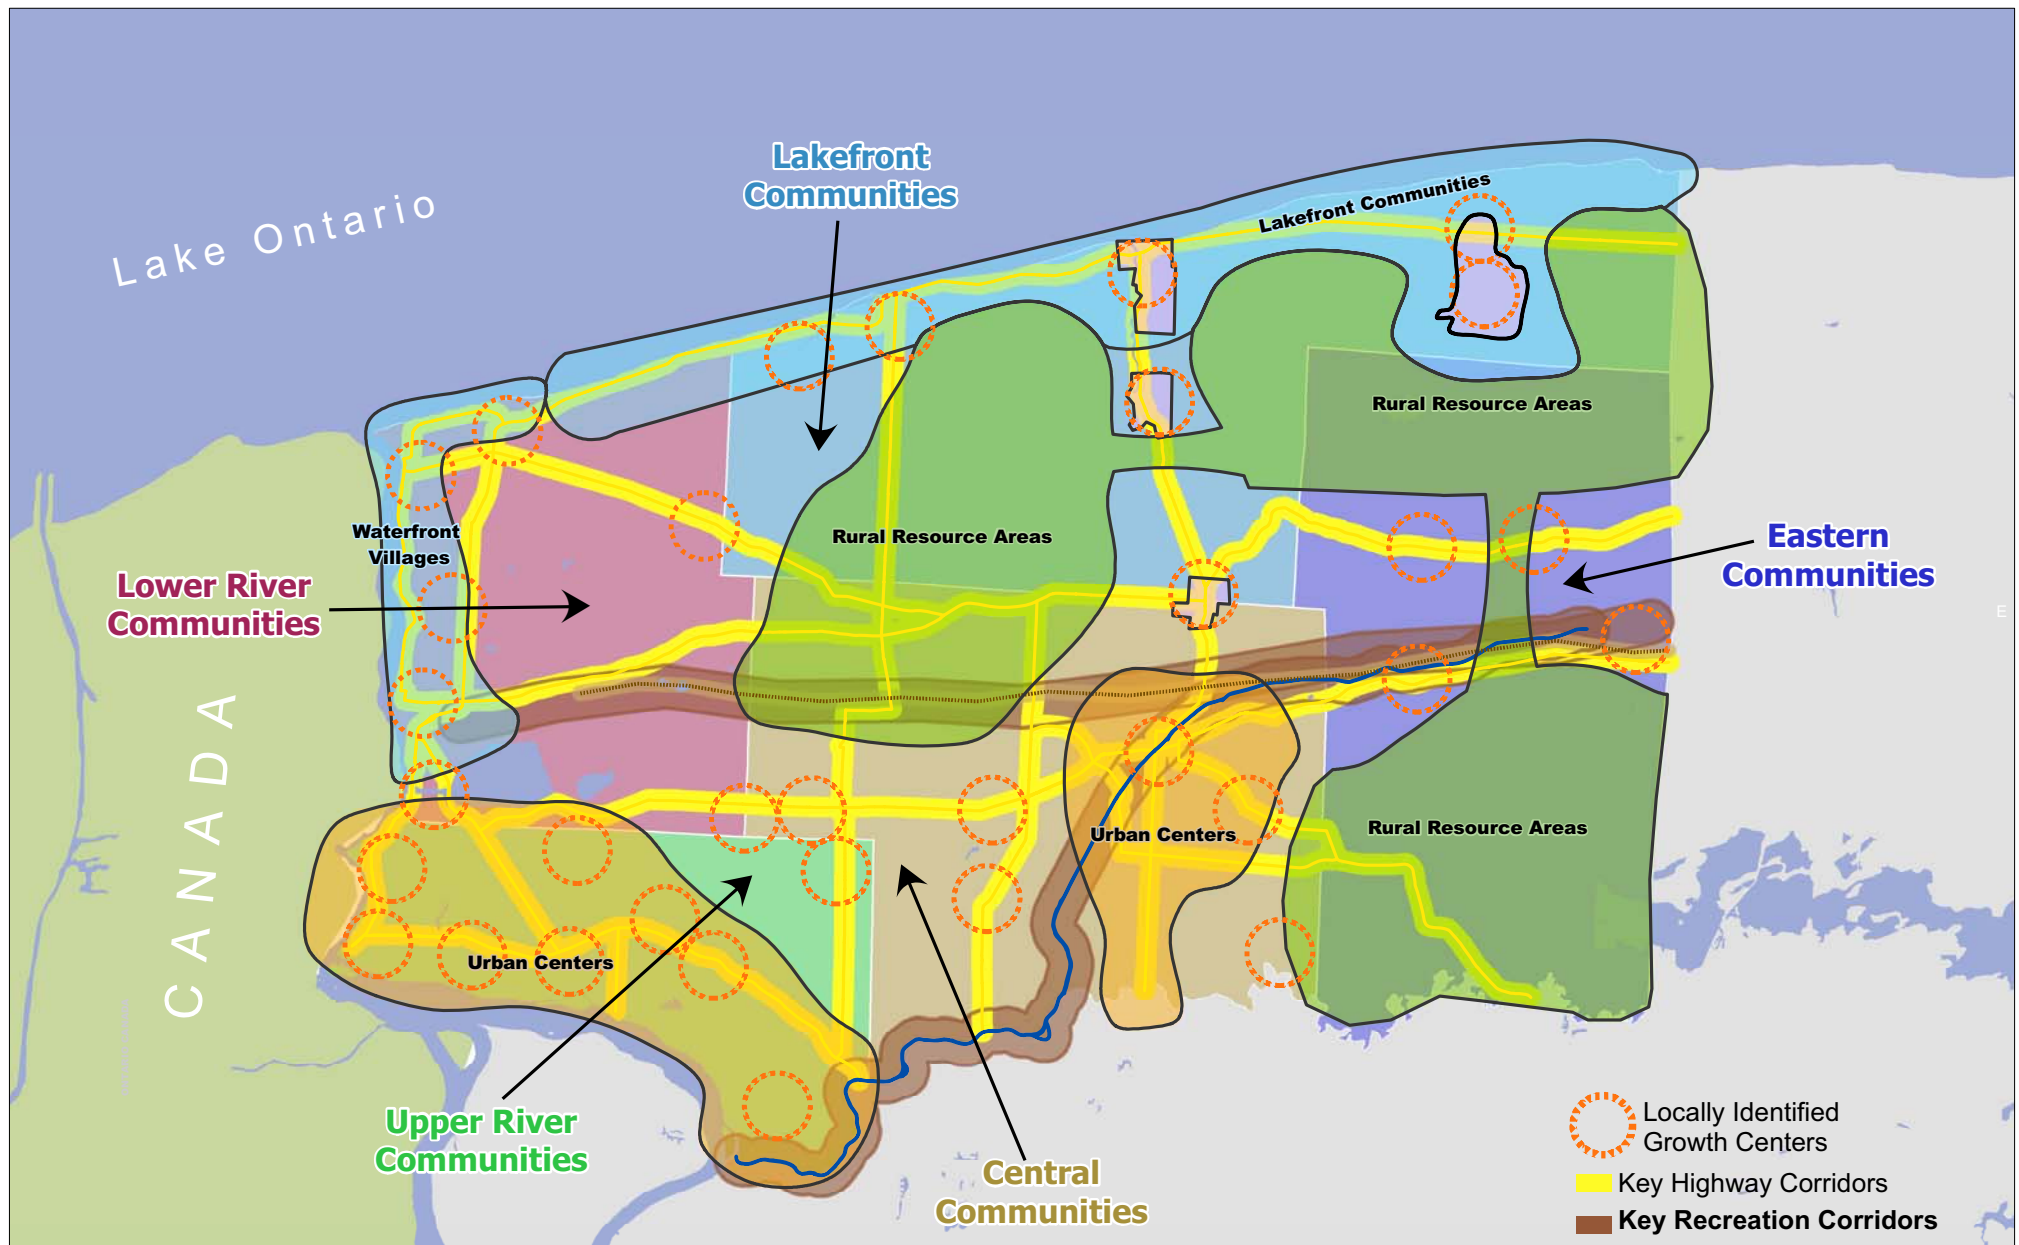 Lakefront
Communities
Lakefront Communities
Lake Ontario
Rural Resource Areas
Waterfront
Villages
Rural Resource Areas
Eastern
Communities
Lower River
Communities
E
CANADA
Urban Centers
Rural Resource Areas
Urban Centers
Upper River
Communities
Central
Communities
Locally Identified
Growth Centers
Key Highway Corridors
Key Recreation Corridors